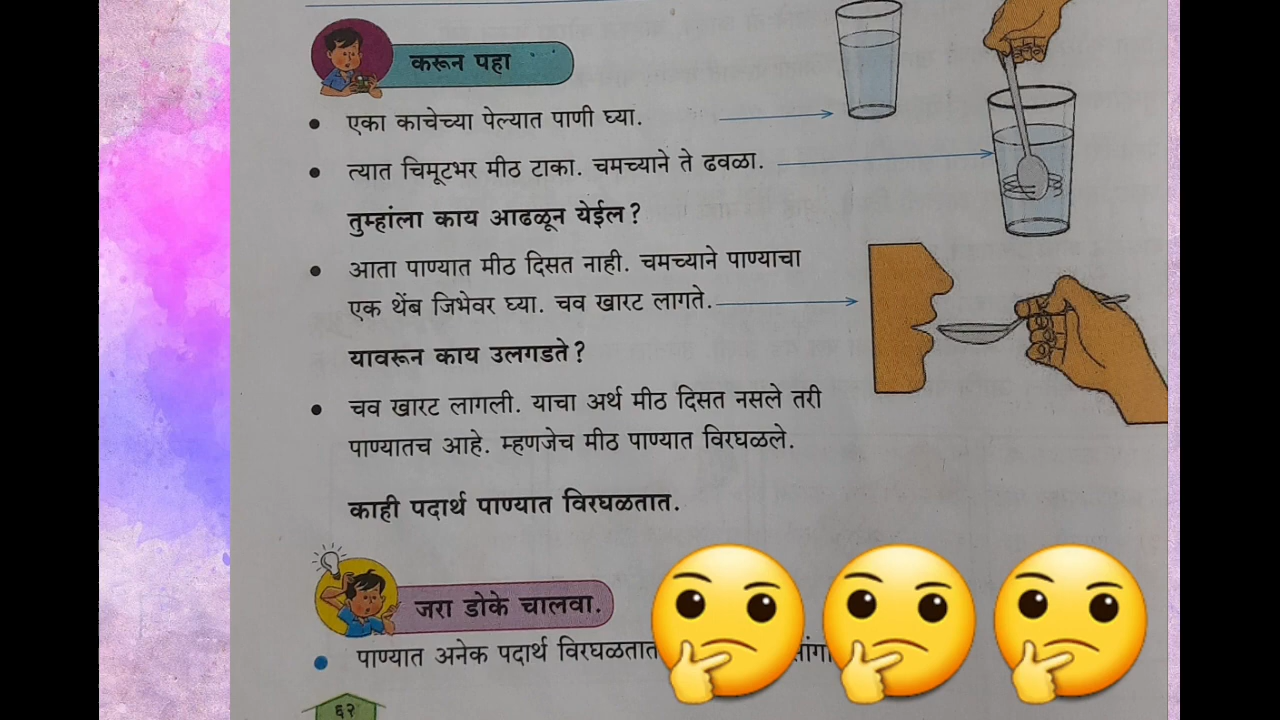 करून पहा
• एका काचेच्या पेल्यात पाणी घ्या.
• त्यात चिमूटभर मीठ टाका. चमच्याने ते ढवळा.
तुम्हांला काय आढळून येईल?
• आता पाण्यात मीठ दिसत नाही. चमच्याने पाण्याचा
एक थेंब जिभेवर घ्या. चव खारट लागते.
यावरून काय उलगडते?
• चव खारट लागली. याचा अर्थ मीठ दिसत नसले तरी
पाण्यातच आहे. म्हणजेच मीठ पाण्यात विरघळले.
काही पदार्थ पाण्यात विरघळतात.
जरा डोके चालवा.
• पाण्यात अनेक पदार्थ विरघळतात
६२